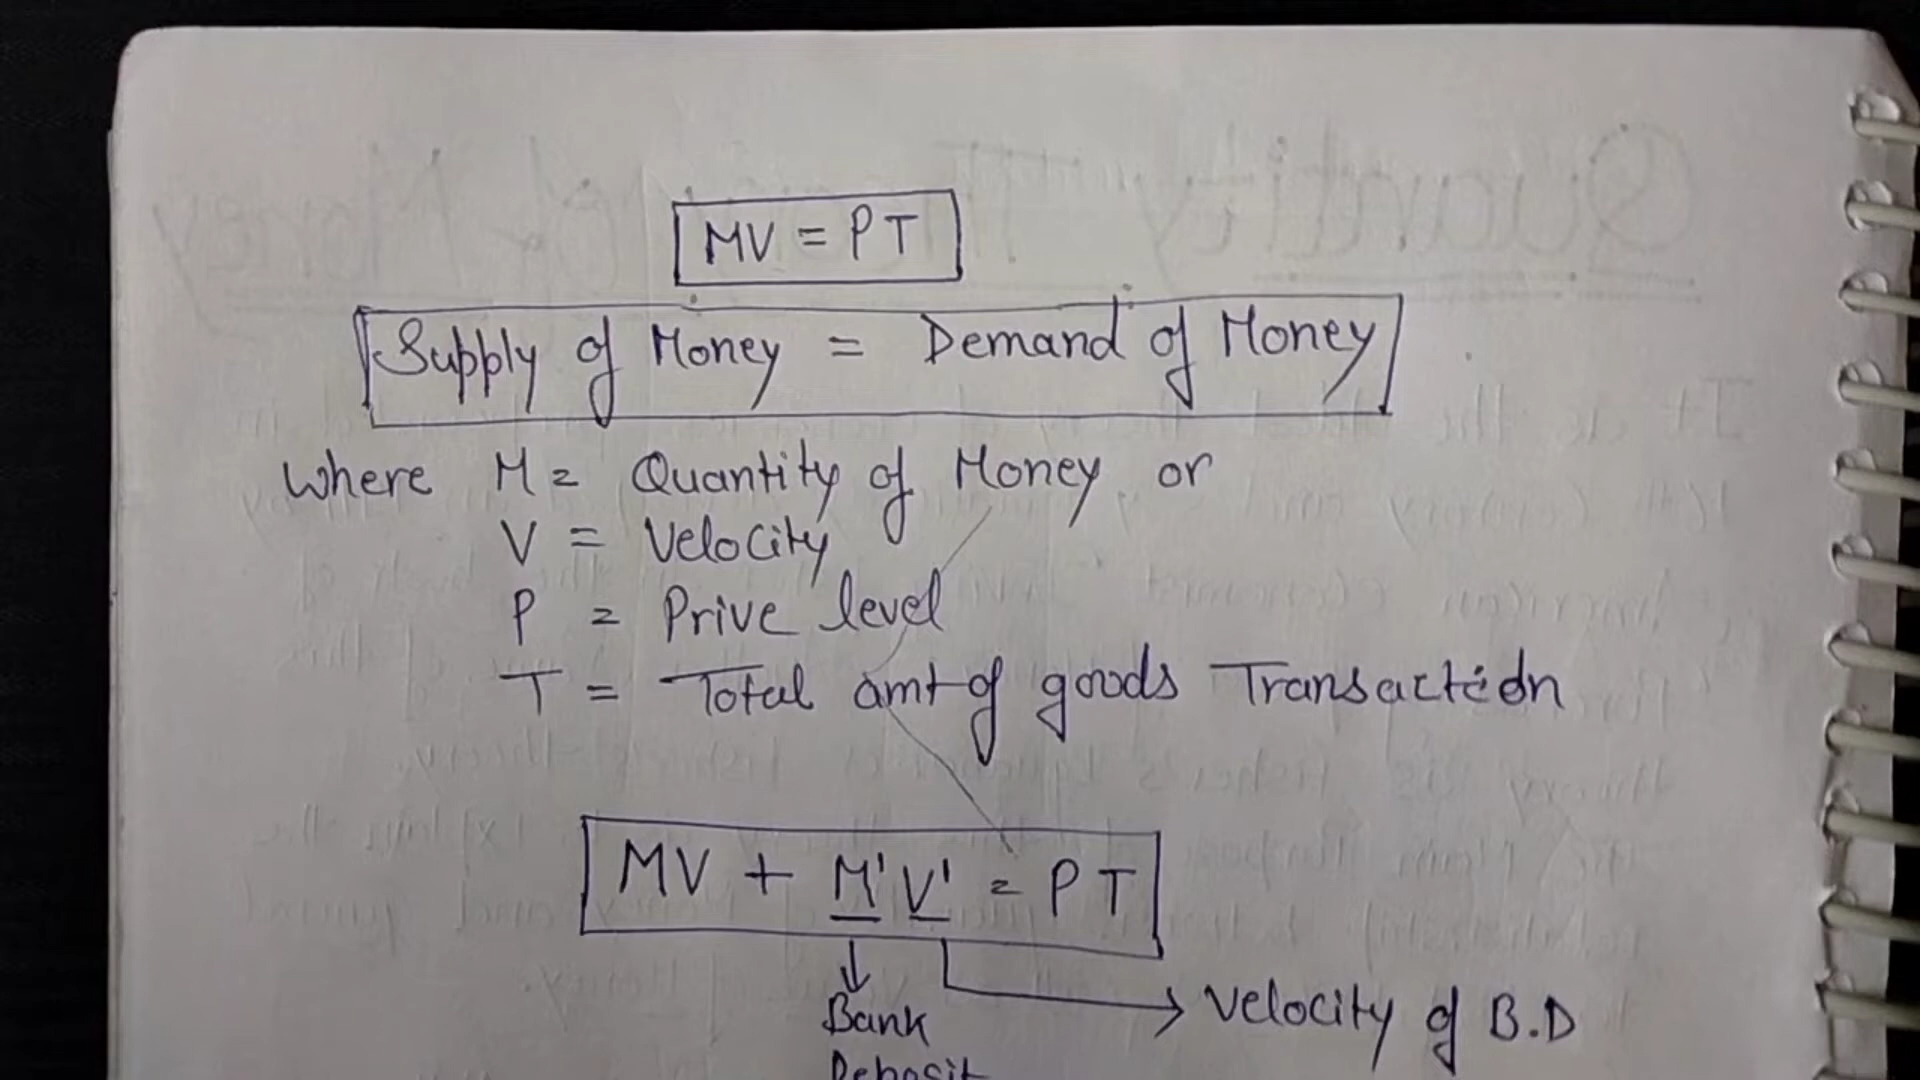 MV = PT
Supply of Money = Demand of Money
where M = Quantity of Money or
V = Velocity
P = Prive level
T = Total amt of goods Transaction
MV + M'V' = PT
Bank
Deposit
Velocity of B.D